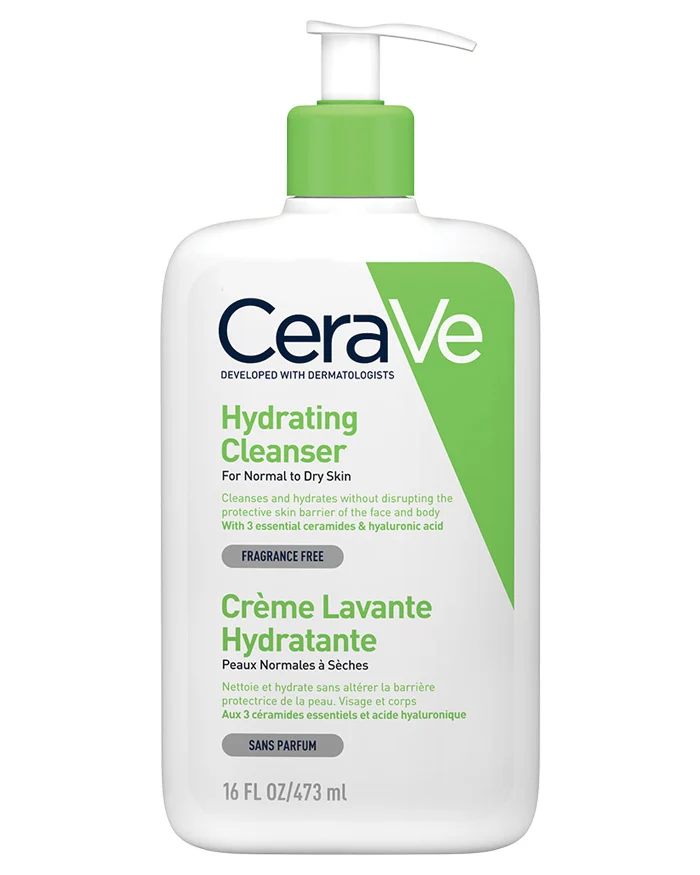 CeraVe
DEVELOPED WITH DERMATOLOGISTS
Hydrating
Cleanser
For Normal to Dry Skin
Cleanses and hydrates without disrupting the
protective skin barrier of the face and body
With 3 essential ceramides & hyaluronic acid
FRAGRANCE FREE
Crème Lavante
Hydratante
Peaux Normales à Sèches
Nettoie et hydrate sans altérer la barrière
protectrice de la peau. Visage et corps
Aux 3 céramides essentiels et acide hyaluronique
SANS PARFUM
16 FL OZ/473 ml